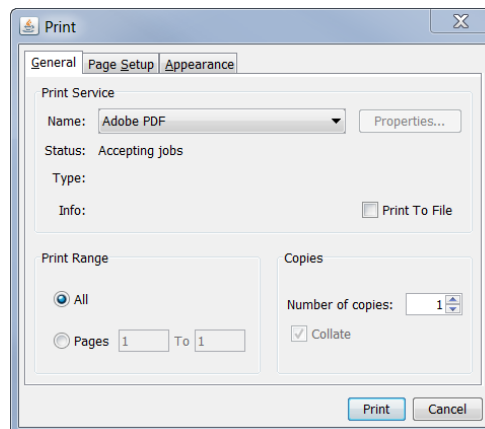 Print
General Page Setup Appearance
Print Service
Name: Adobe PDF Properties...
Status: Accepting jobs
Type:
Info: Print To File
Print Range
All
Pages 1 To 1
Copies
Number of copies: 1
Collate
Print Cancel